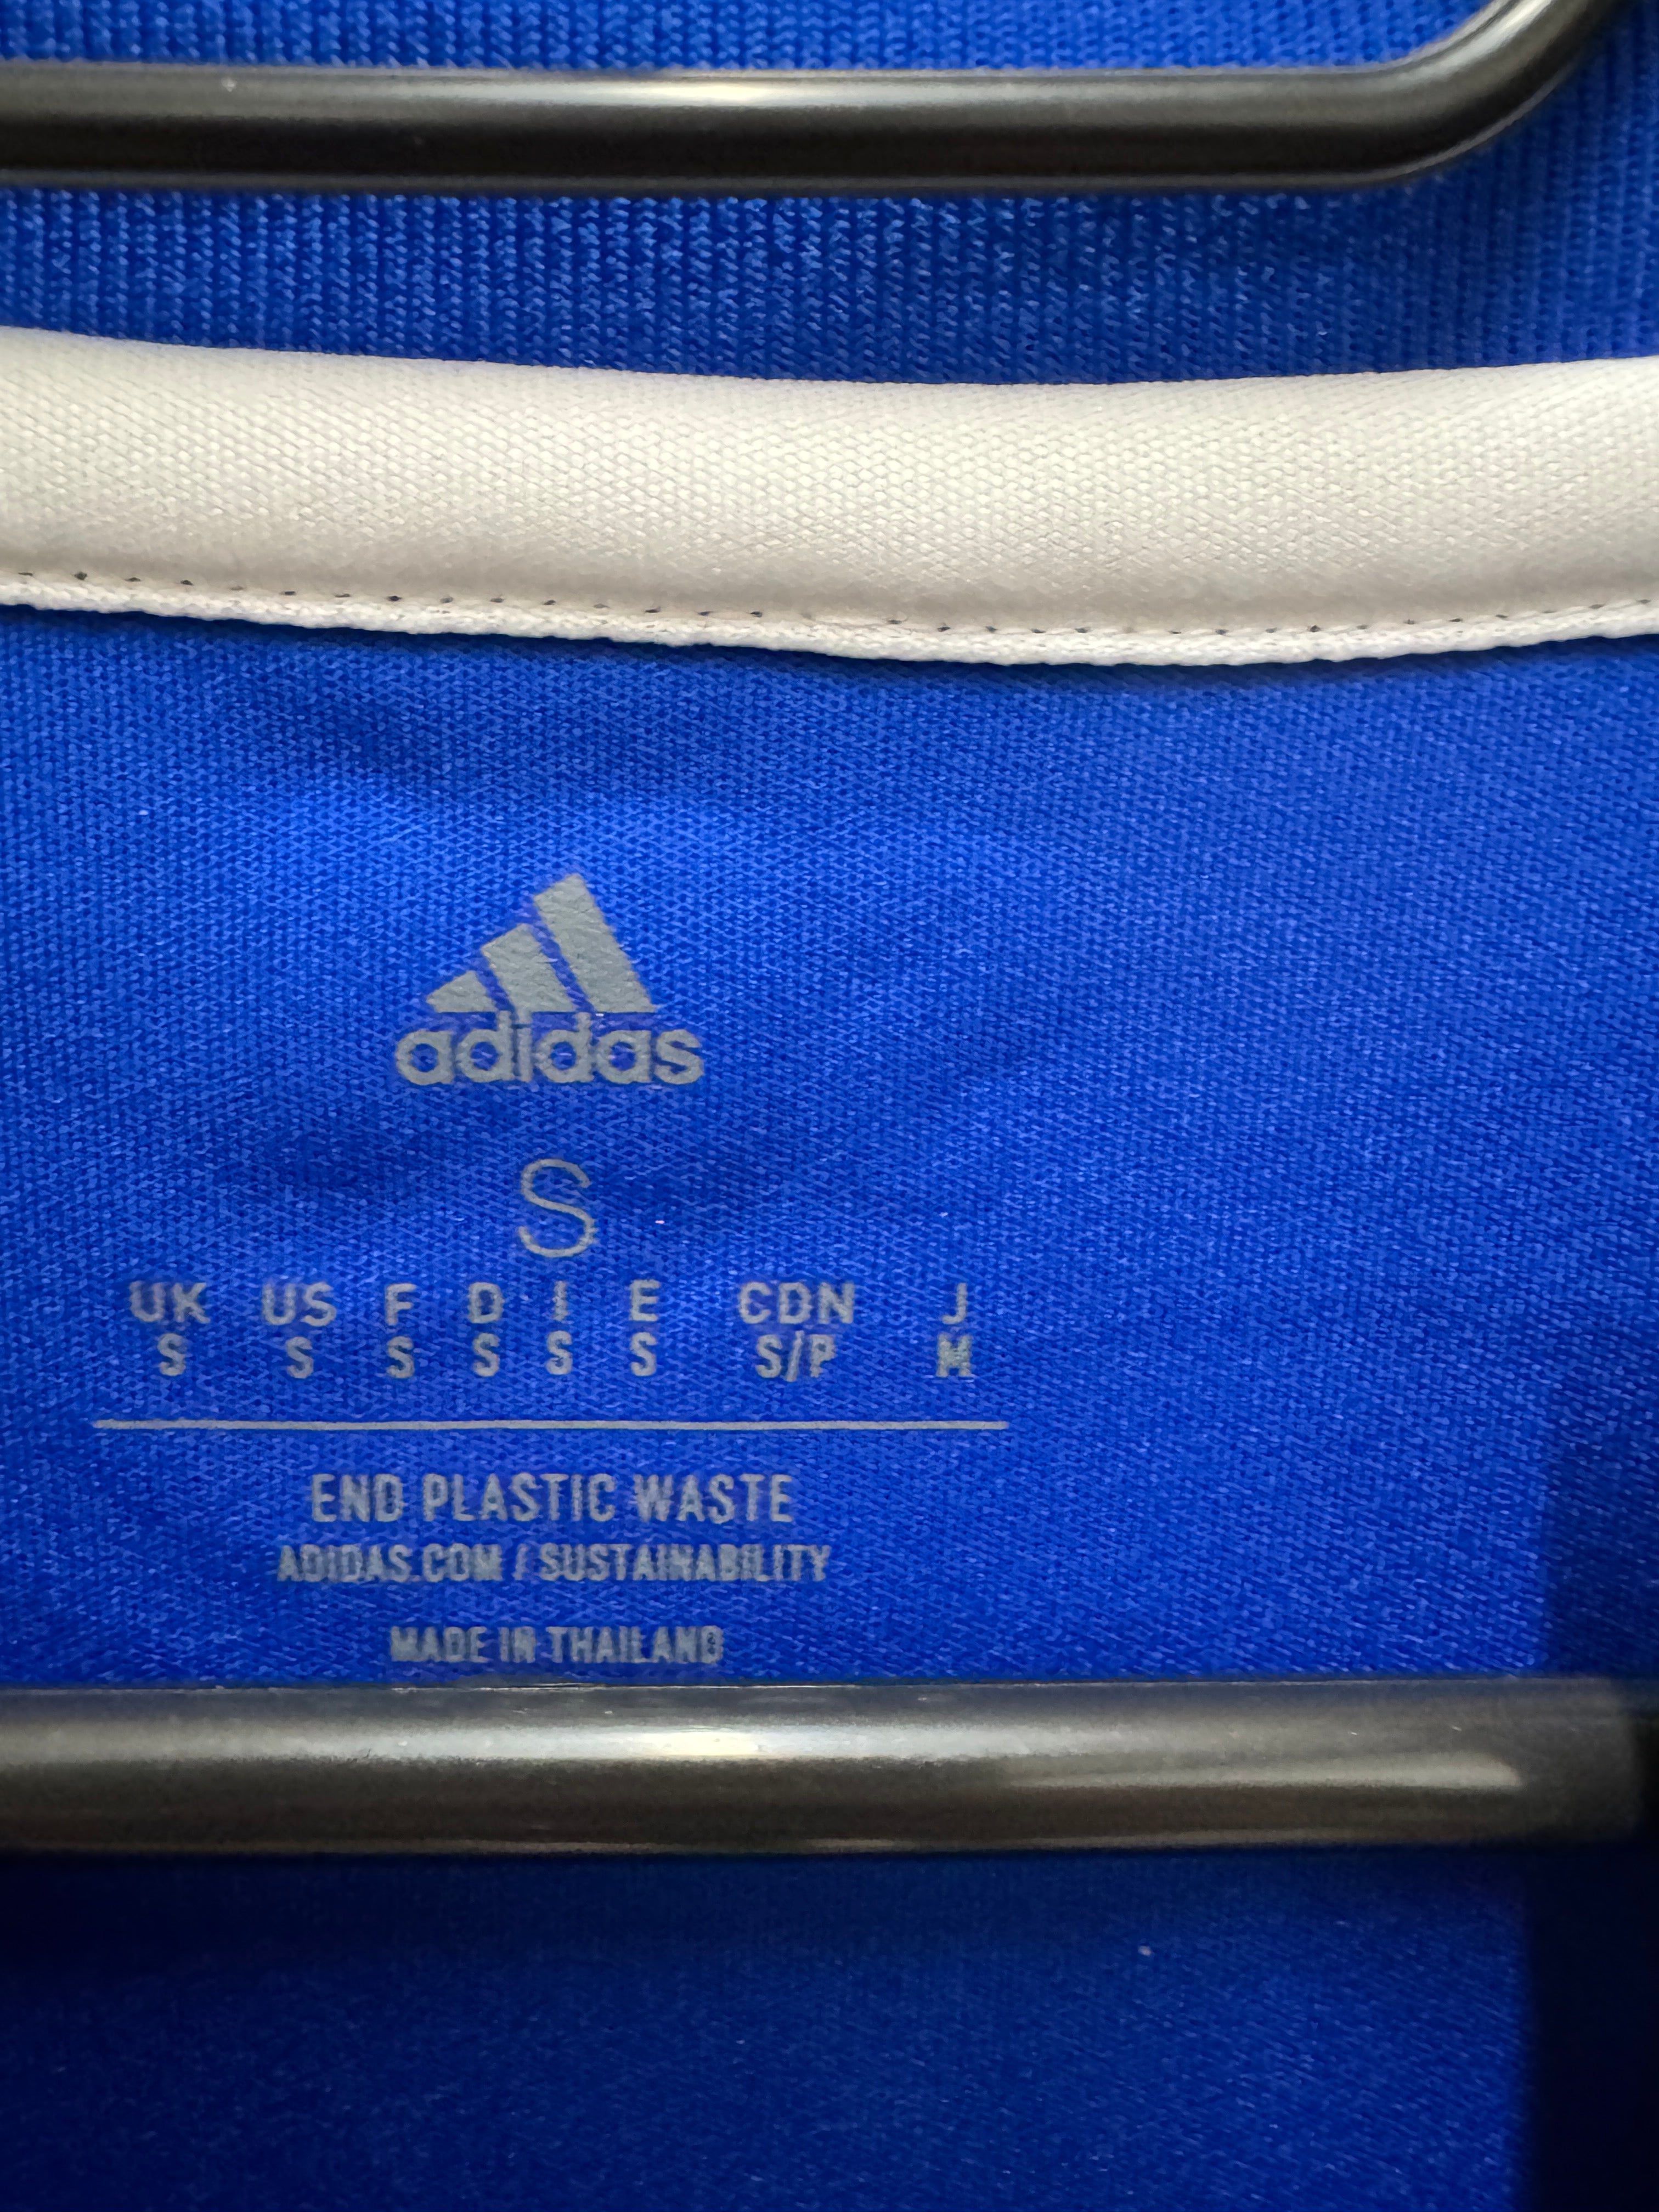 adidas
S
UK US F D I E CDN J
S S S S S S S/P M
END PLASTIC WASTE
ADIDAS.COM / SUSTAINABILITY
MADE IN THAILAND